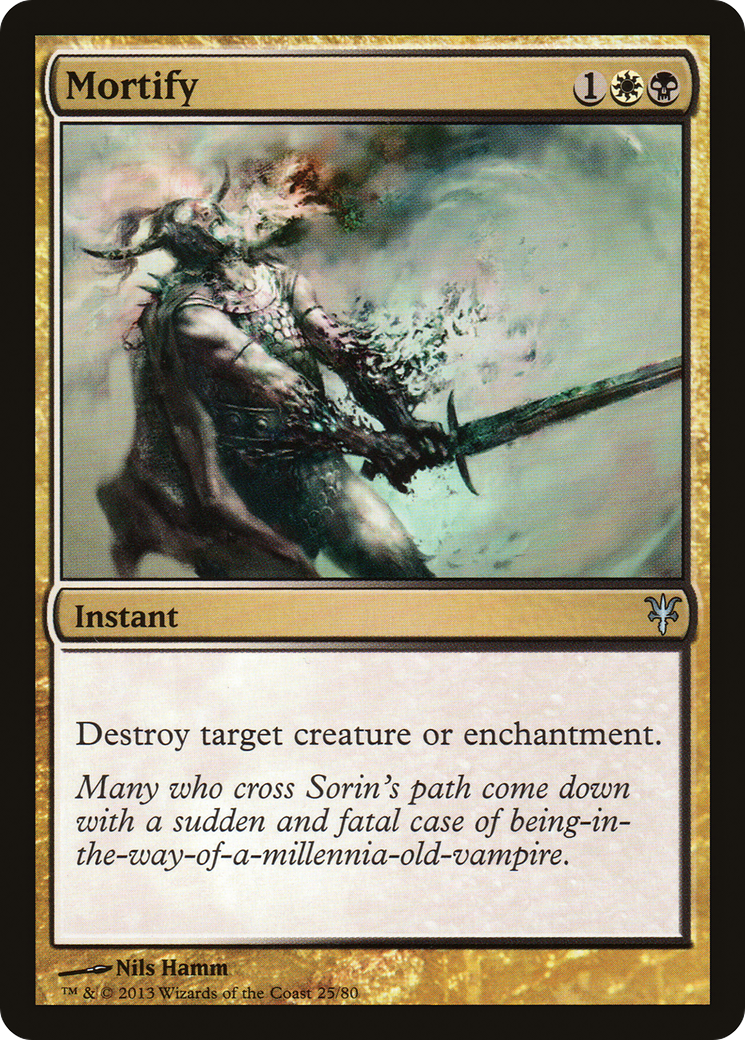 Mortify 1
Instant
Destroy target creature or enchantment.
Many who cross Sorin's path come down
with a sudden and fatal case of being-in-
the-way-of-a-millennia-old-vampire.
Nils Hamm
™ & © 2013 Wizards of the Coast 25/80